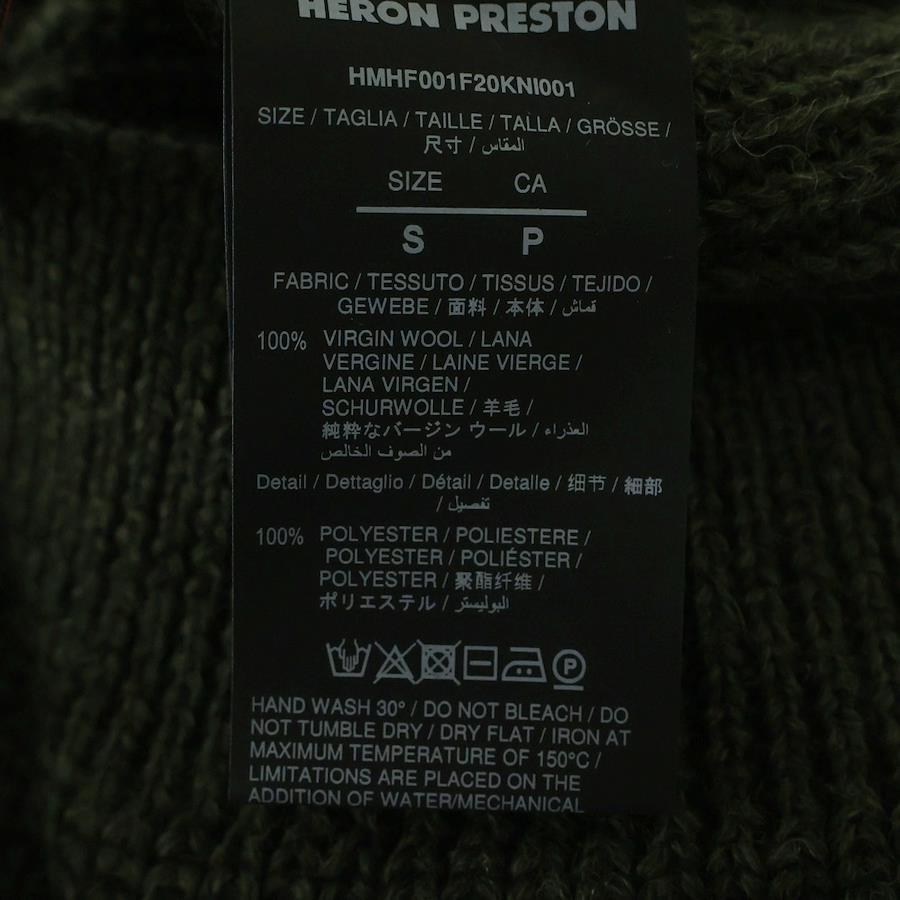 HERON PRESTON
HMHF001F20KNI001
SIZE / TAGLIA / TAILLE / TALLA / GRÖSSE /
尺寸 / المقاس
SIZE CA
S P
FABRIC / TESSUTO / TISSUS / TEJIDO /
GEWEBE / 面料 / 本体 / قماش
100% VIRGIN WOOL / LANA
VERGINE / LAINE VIERGE /
LANA VIRGEN /
SCHURWOLLE / 羊毛 /
純粋なバージン ウール / العذراء
من الصوف الخالص
Detail / Dettaglio / Détail / Detalle / 细节 / 細部
/ تفصيل
100% POLYESTER / POLIESTERE /
POLYESTER / POLIÉSTER /
POLYESTER / 聚酯纤维 /
ポリエステル / البوليستر
P
HAND WASH 30° / DO NOT BLEACH / DO
NOT TUMBLE DRY / DRY FLAT / IRON AT
MAXIMUM TEMPERATURE OF 150°C /
LIMITATIONS ARE PLACED ON THE
ADDITION OF WATER/MECHANICAL